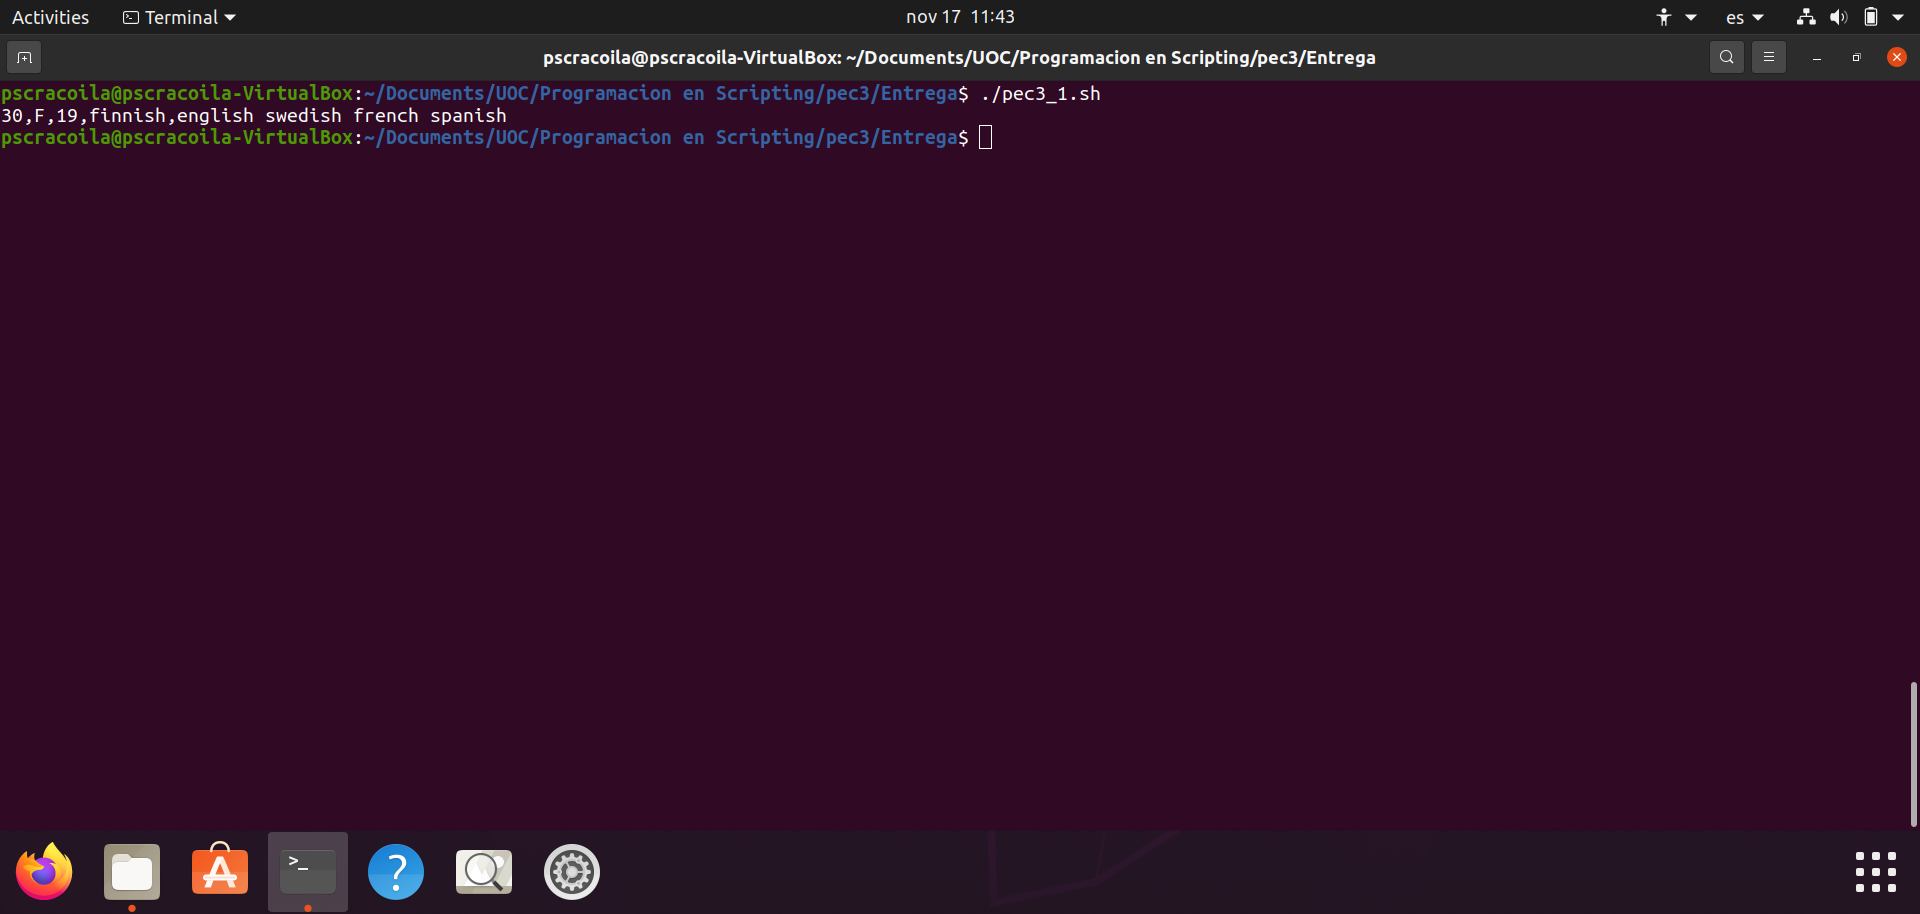 Activities Terminal nov 17 11:43 es
pscracoila@pscracoila-VirtualBox: ~/Documents/UOC/Programacion en Scripting/pec3/Entrega
pscracoila@pscracoila-VirtualBox:~/Documents/UOC/Programacion en Scripting/pec3/Entrega$ ./pec3_1.sh
30,F,19,finnish,english swedish french spanish
pscracoila@pscracoila-VirtualBox:~/Documents/UOC/Programacion en Scripting/pec3/Entrega$